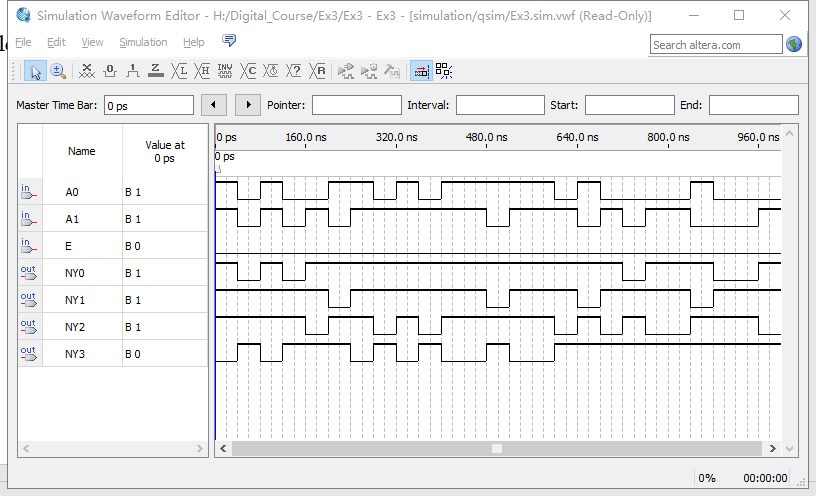 Simulation Waveform Editor - H:/Digital_Course/Ex3/Ex3 - Ex3 - [simulation/qsim/Ex3.sim.vwf (Read-Only)]
File Edit View Simulation Help
Search altera.com
Master Time Bar: 0 ps Pointer: Interval: Start: End:
Name Value at 0 ps
0 ps 160.0 ns 320.0 ns 480.0 ns 640.0 ns 800.0 ns 960.0 ns
0 ps
in A0 B 1
in A1 B 1
in E B 0
out NY0 B 1
out NY1 B 1
out NY2 B 1
out NY3 B 0
0% 00:00:00